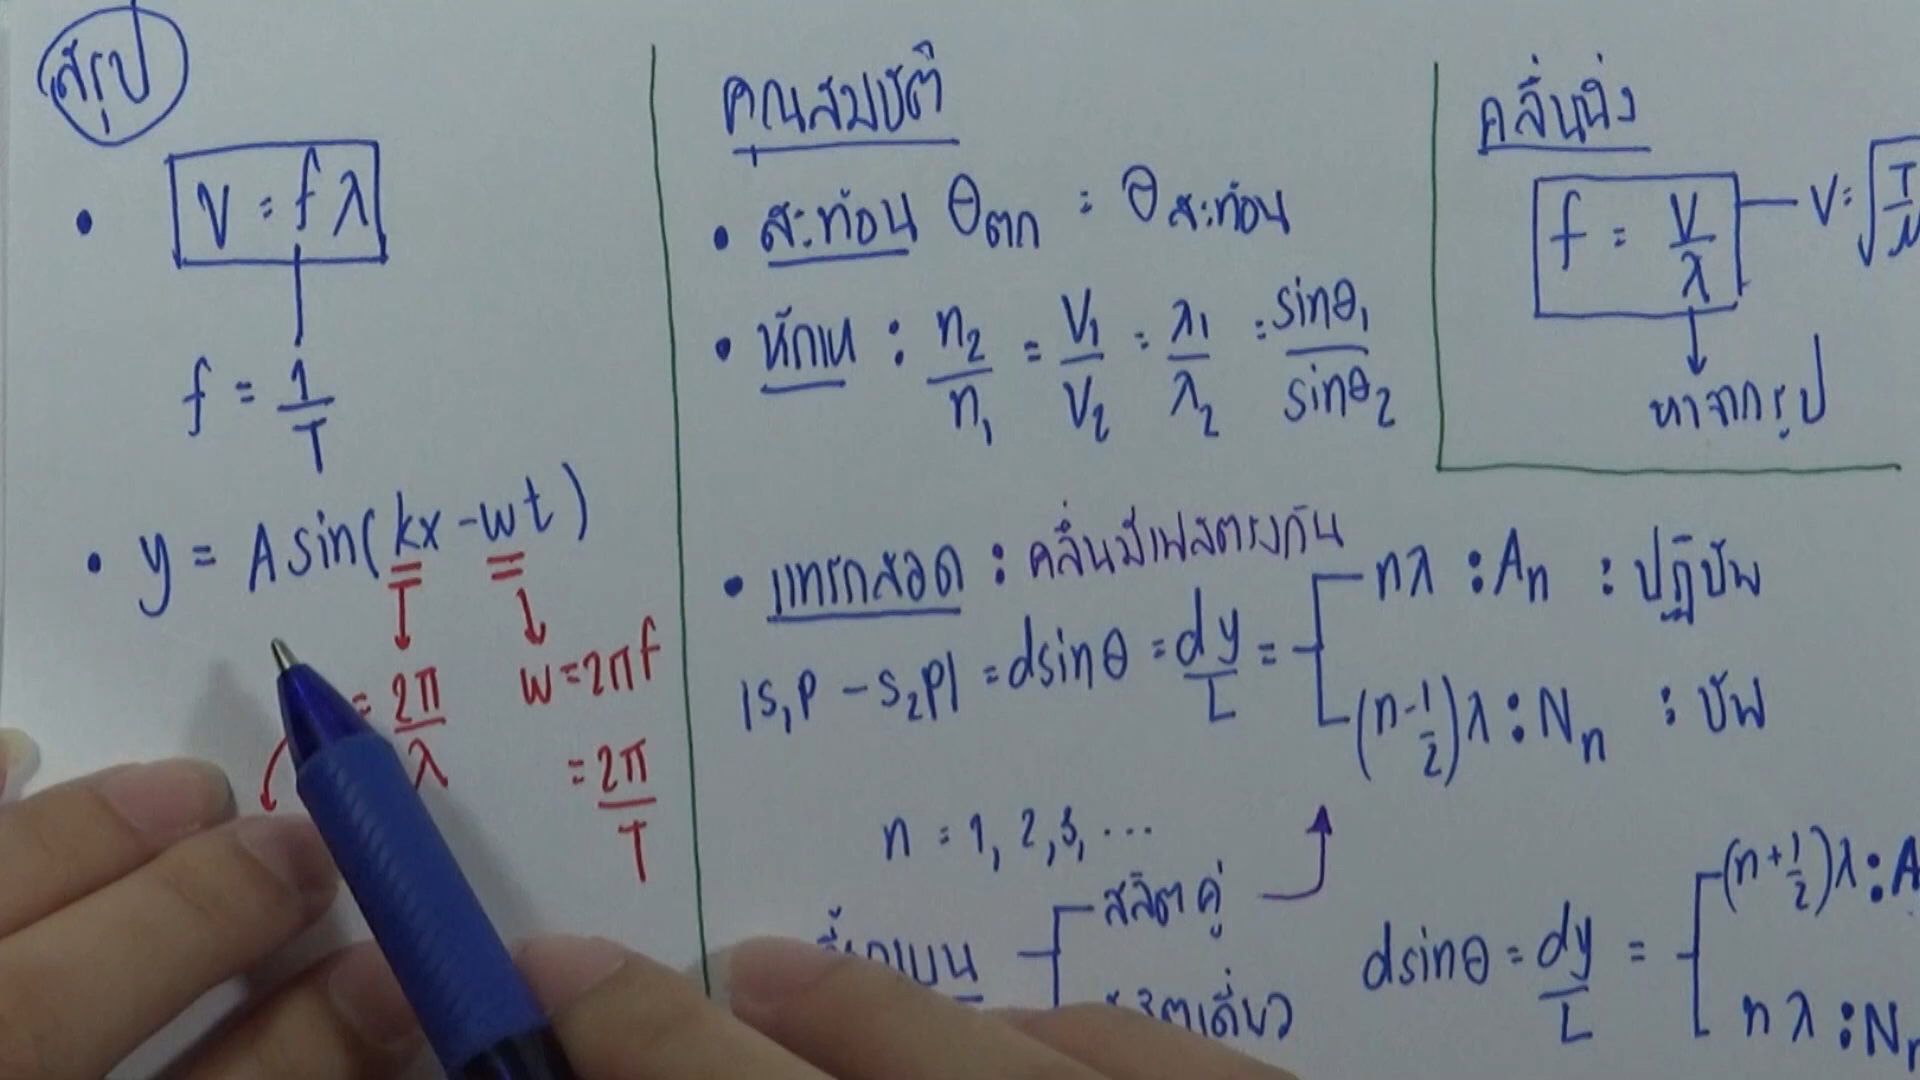 สรุป
• v = fλ
f = 1/T
• y = A sin(kx - ωt)
= 2π/λ
ω = 2πf
= 2π/T
คุณสมบัติ
• สะท้อน θตก = θสะท้อน
• หักเห : n₂/n₁ = v₁/v₂ = λ₁/λ₂ = sinθ₁/sinθ₂
• แทรกสอด : คลื่นมีเฟสตรงกัน
|S₁P - S₂P| = dsinθ = dy/L =
nλ : Aₙ : ปฏิบัพ
(n - 1/2)λ : Nₙ : บัพ
n = 1, 2, 3, ...
สลิตคู่
dsinθ = dy/L =
(n + 1/2)λ : A
nλ : N
คลื่นนิ่ง
f = v/λ
v = √T/μ
หาจากรูป